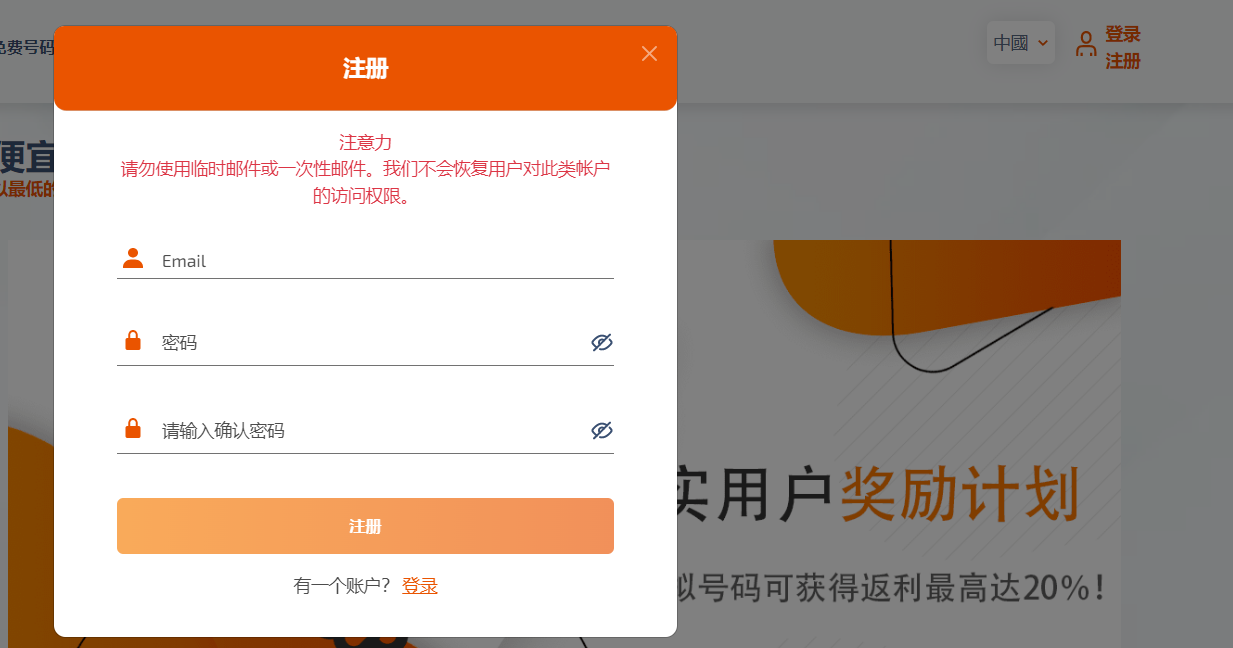 免费号码
中國
登录
注册
注册
便宜
以最低的
注意力
请勿使用临时邮件或一次性邮件。我们不会恢复用户对此类帐户
的访问权限。
Email
密码
请输入确认密码
注册
有一个账户？ 登录
实用户奖励计划
拟号码可获得返利最高达20%！